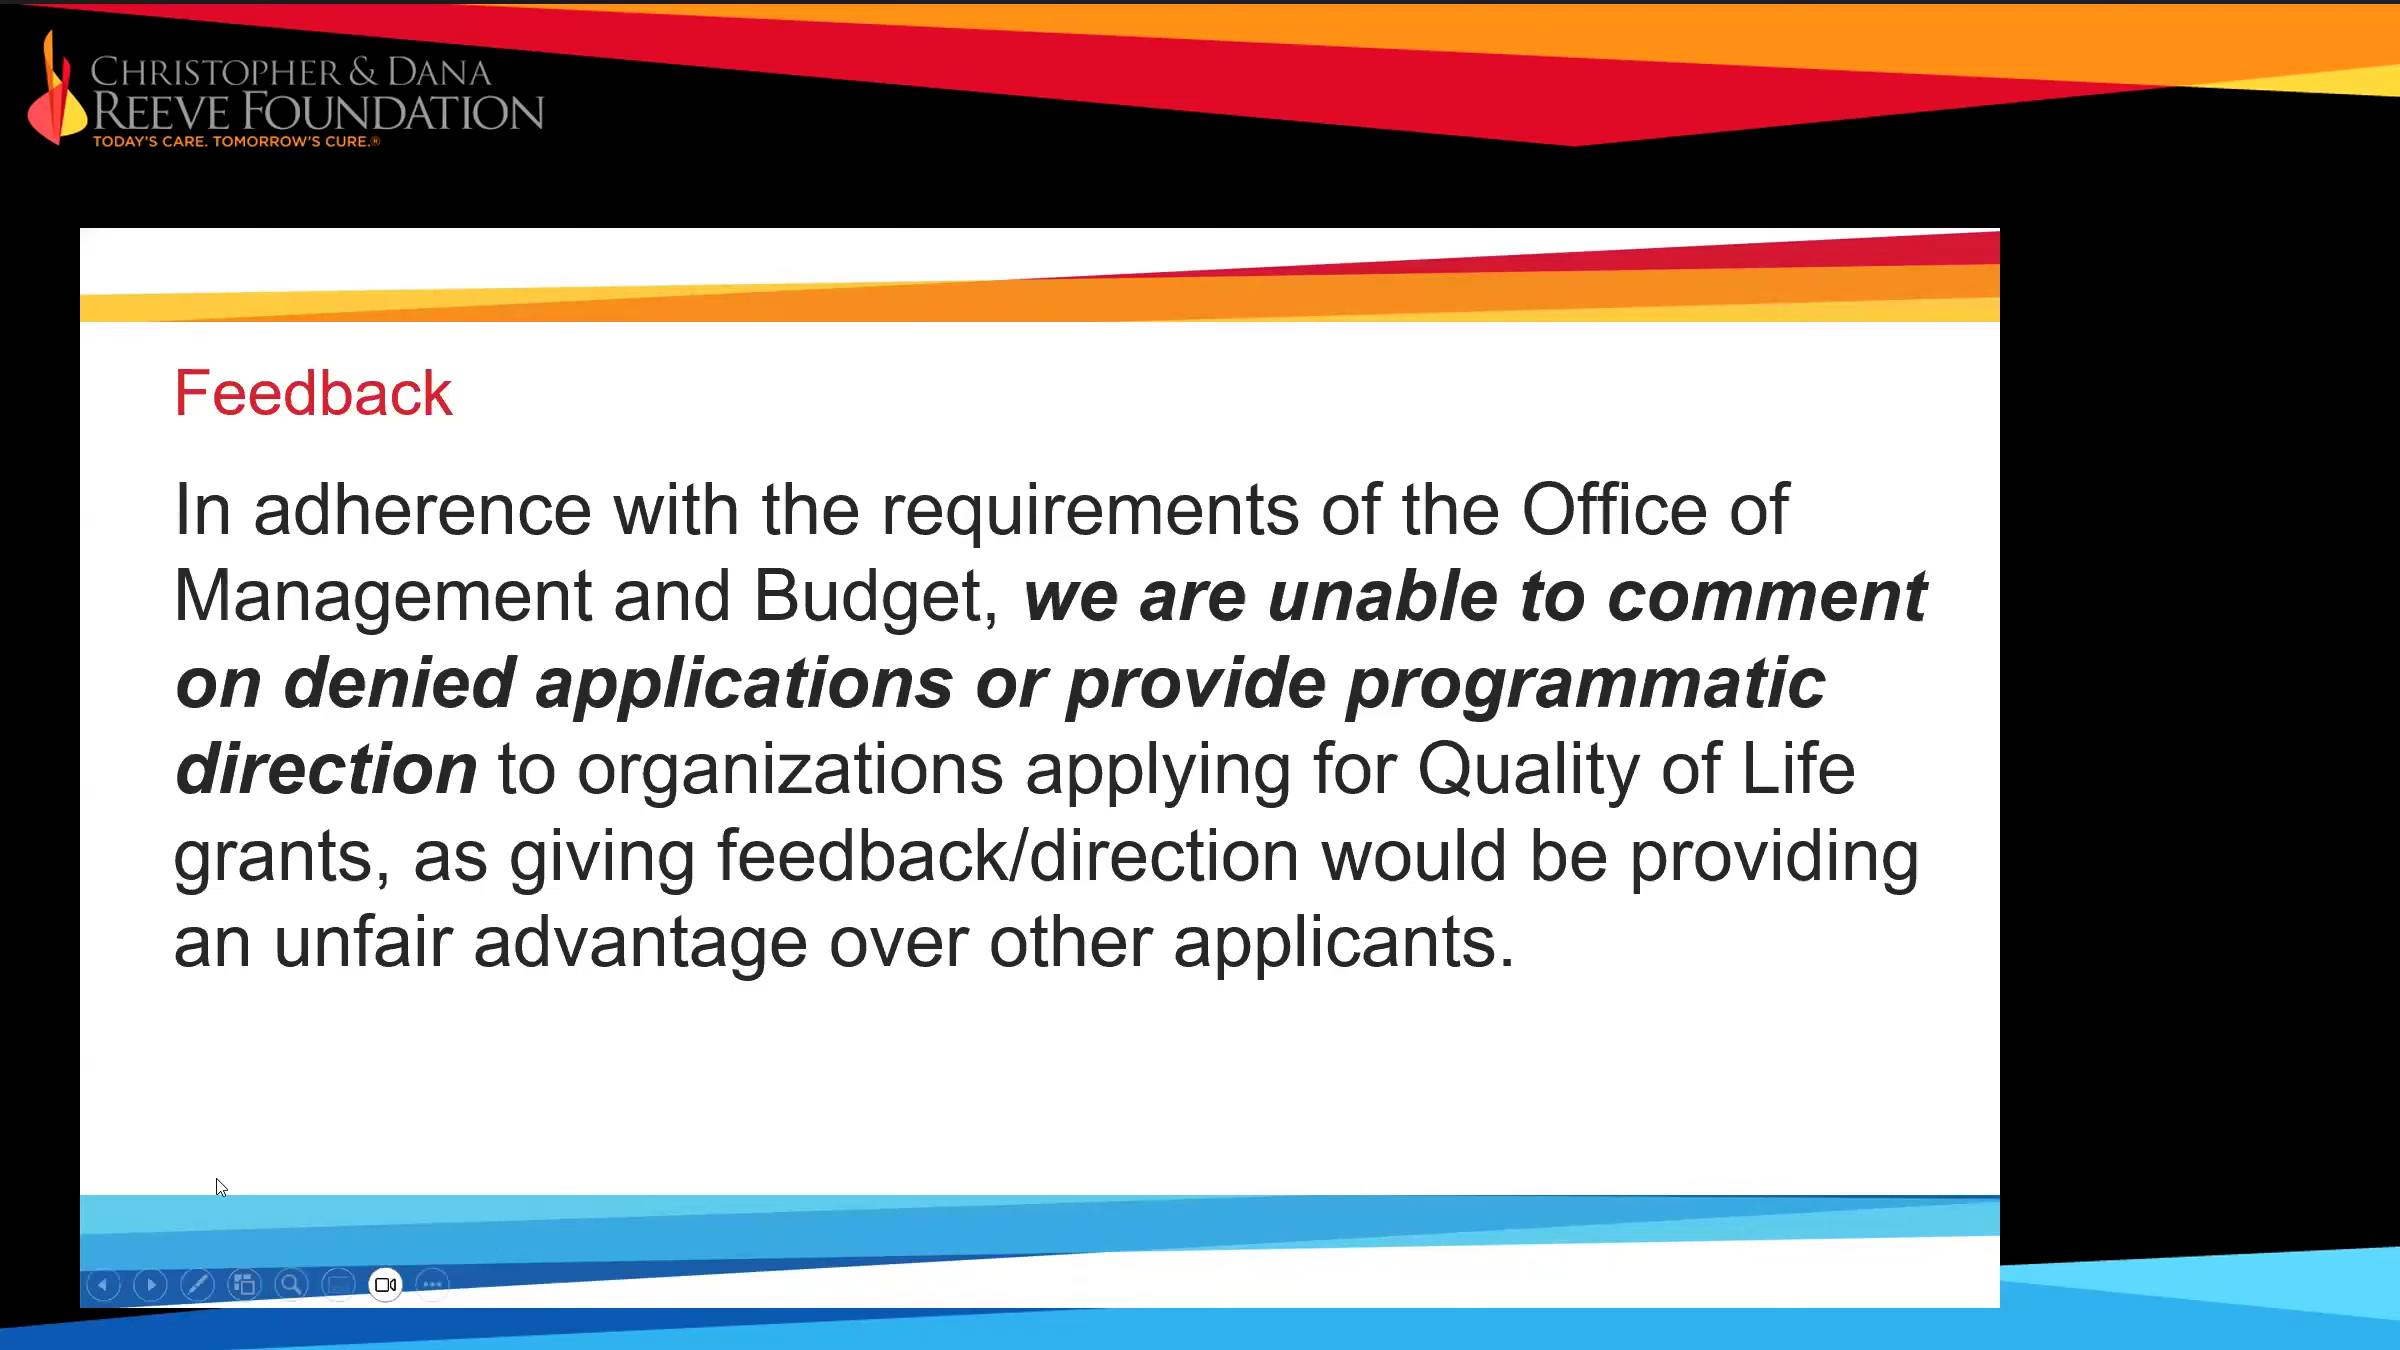 CHRISTOPHER & DANA
REEVE FOUNDATION
TODAY'S CARE. TOMORROW'S CURE.®
Feedback
In adherence with the requirements of the Office of
Management and Budget, we are unable to comment
on denied applications or provide programmatic
direction to organizations applying for Quality of Life
grants, as giving feedback/direction would be providing
an unfair advantage over other applicants.